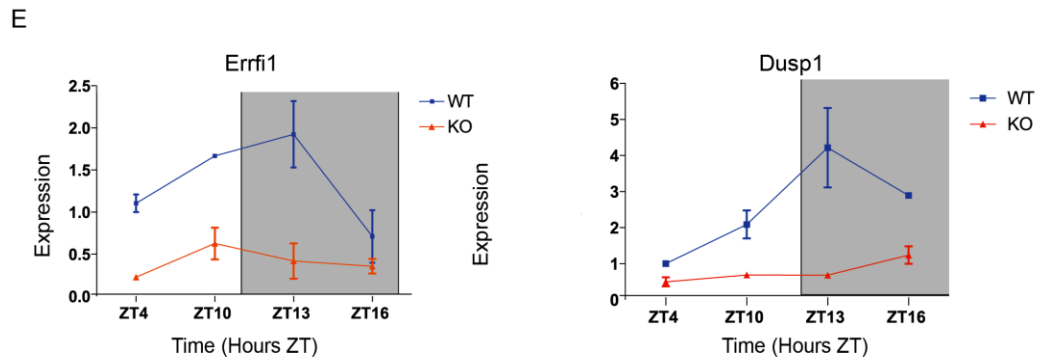 E
Errfi1
Expression
2.5
2.0
1.5
1.0
0.5
0.0
ZT4 ZT10 ZT13 ZT16
Time (Hours ZT)
WT
KO
Dusp1
Expression
6
5
4
3
2
1
0
ZT4 ZT10 ZT13 ZT16
Time (Hours ZT)
WT
KO